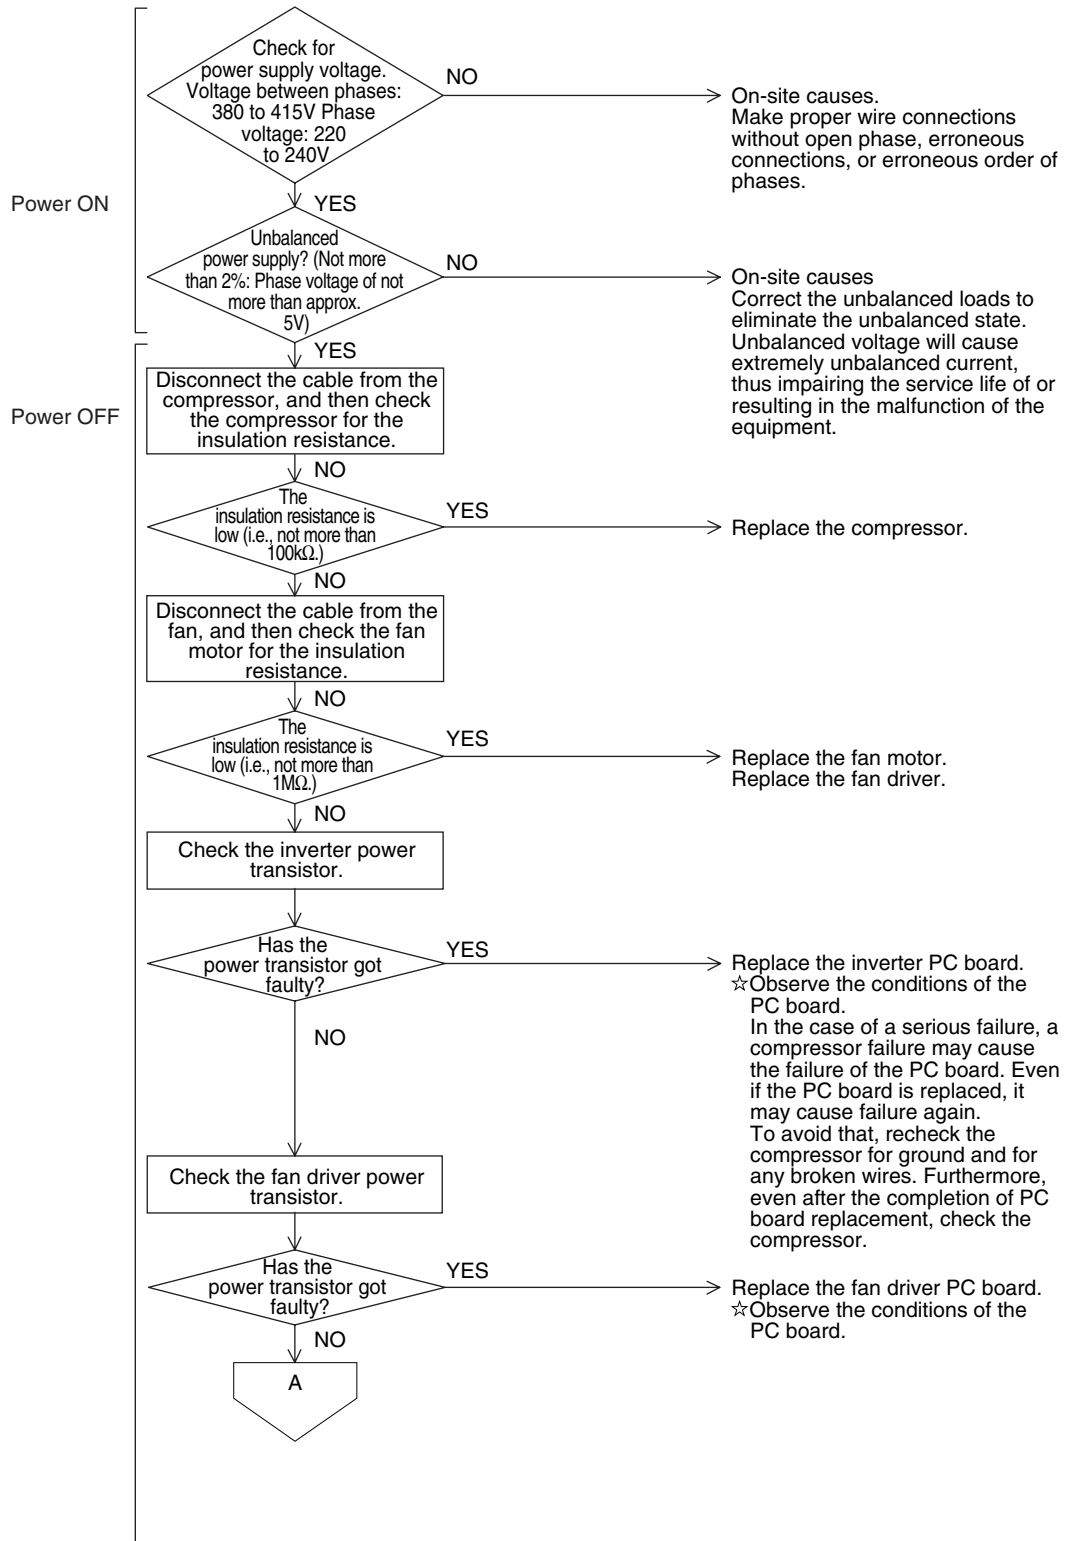 Check for
power supply voltage.
Voltage between phases:
380 to 415V Phase
voltage: 220
to 240V
NO
On-site causes.
Make proper wire connections
without open phase, erroneous
connections, or erroneous order of
phases.
Power ON
YES
Unbalanced
power supply? (Not more
than 2%: Phase voltage of not
more than approx.
5V)
NO
On-site causes
Correct the unbalanced loads to
eliminate the unbalanced state.
Unbalanced voltage will cause
extremely unbalanced current,
thus impairing the service life of or
resulting in the malfunction of the
equipment.
YES
Power OFF
Disconnect the cable from the
compressor, and then check
the compressor for the
insulation resistance.
NO
The
insulation resistance is
low (i.e., not more than
100kΩ.)
YES
Replace the compressor.
NO
Disconnect the cable from the
fan, and then check the fan
motor for the insulation
resistance.
NO
The
insulation resistance is
low (i.e., not more than
1MΩ.)
YES
Replace the fan motor.
Replace the fan driver.
NO
Check the inverter power
transistor.
Has the
power transistor got
faulty?
YES
Replace the inverter PC board.
☆Observe the conditions of the
PC board.
In the case of a serious failure, a
compressor failure may cause
the failure of the PC board. Even
if the PC board is replaced, it
may cause failure again.
To avoid that, recheck the
compressor for ground and for
any broken wires. Furthermore,
even after the completion of PC
board replacement, check the
compressor.
NO
Check the fan driver power
transistor.
Has the
power transistor got
faulty?
YES
Replace the fan driver PC board.
☆Observe the conditions of the
PC board.
NO
A